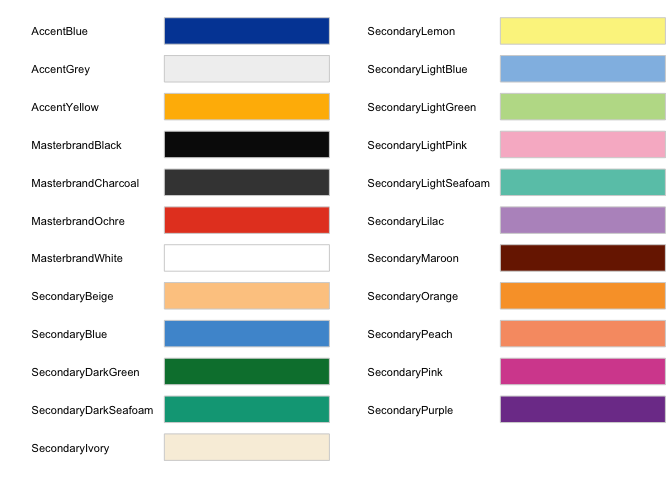 AccentBlue
AccentGrey
AccentYellow
MasterbrandBlack
MasterbrandCharcoal
MasterbrandOchre
MasterbrandWhite
SecondaryBeige
SecondaryBlue
SecondaryDarkGreen
SecondaryDarkSeafoam
SecondaryIvory
SecondaryLemon
SecondaryLightBlue
SecondaryLightGreen
SecondaryLightPink
SecondaryLightSeafoam
SecondaryLilac
SecondaryMaroon
SecondaryOrange
SecondaryPeach
SecondaryPink
SecondaryPurple